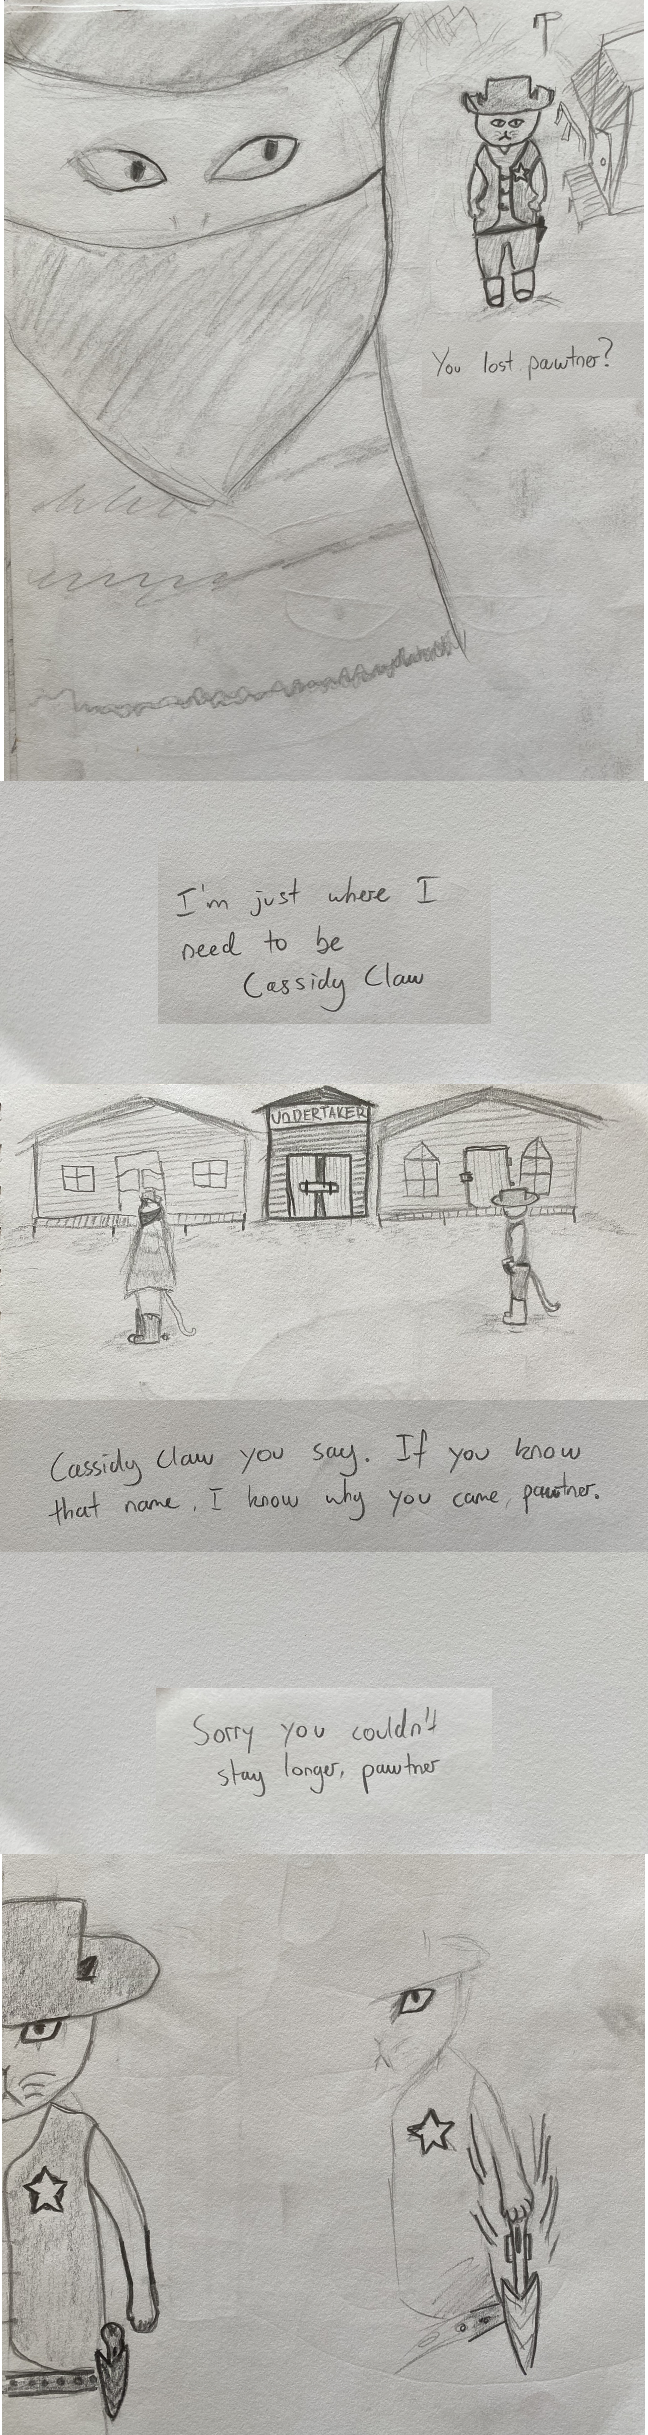 You lost pawtner?
I'm just where I
need to be
Cassidy Claw
UNDERTAKER
Cassidy Claw you say. If you know
that name, I know why you came, pawtner.
Sorry you couldn't
stay longer, pawtner